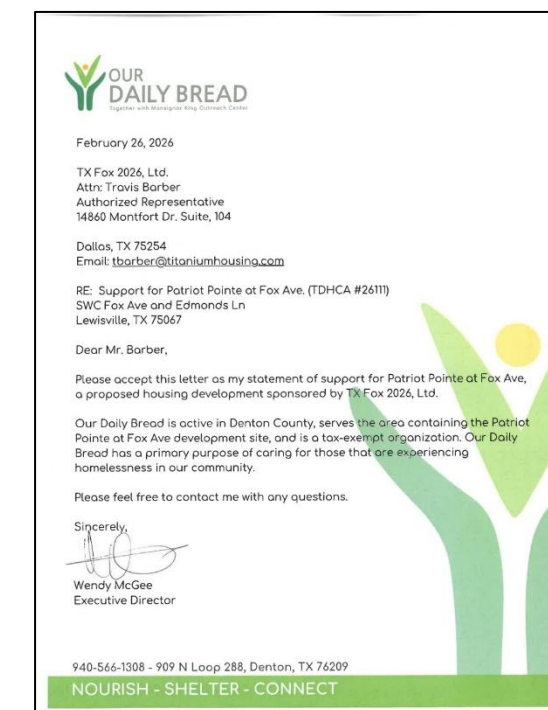 OUR
DAILY BREAD
Together with Monsignor King Outreach Center
February 26, 2026
TX Fox 2026, Ltd.
Attn: Travis Barber
Authorized Representative
14860 Montfort Dr. Suite, 104
Dallas, TX 75254
Email: tbarber@titaniumhousing.com
RE: Support for Patriot Pointe at Fox Ave. (TDHCA #26111)
SWC Fox Ave and Edmonds Ln
Lewisville, TX 75067
Dear Mr. Barber,
Please accept this letter as my statement of support for Patriot Pointe at Fox Ave,
a proposed housing development sponsored by TX Fox 2026, Ltd.
Our Daily Bread is active in Denton County, serves the area containing the Patriot
Pointe at Fox Ave development site, and is a tax-exempt organization. Our Daily
Bread has a primary purpose of caring for those that are experiencing
homelessness in our community.
Please feel free to contact me with any questions.
Sincerely,
Wendy McGee
Executive Director
940-566-1308 - 909 N Loop 288, Denton, TX 76209
NOURISH - SHELTER - CONNECT